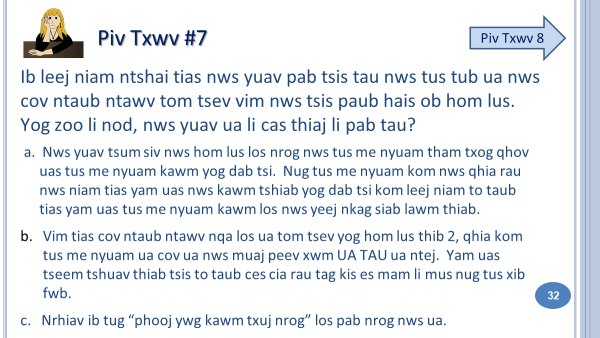 Piv Txwv #7
Piv Txwv 8
Ib leej niam ntshai tias nws yuav pab tsis tau nws tus tub ua nws
cov ntaub ntawv tom tsev vim nws tsis paub hais ob hom lus.
Yog zoo li nod, nws yuav ua li cas thiaj li pab tau?
a. Nws yuav tsum siv nws hom lus los nrog nws tus me nyuam tham txog qhov
uas tus me nyuam kawm yog dab tsi. Nug tus me nyuam kom nws qhia rau
nws niam tias yam uas nws kawm tshiab yog dab tsi kom leej niam to taub
tias yam uas tus me nyuam kawm los nws yeej nkag siab lawm thiab.
b. Vim tias cov ntaub ntawv nqa los ua tom tsev yog hom lus thib 2, qhia kom
tus me nyuam ua cov ua nws muaj peev xwm UA TAU ua ntej. Yam uas
tseem tshuav thiab tsis to taub ces cia rau tag kis es mam li mus nug tus xib
fwb.
32
c. Nrhiav ib tug “phooj ywg kawm txuj nrog” los pab nrog nws ua.